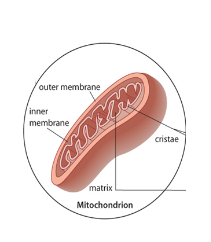 outer membrane
inner
membrane
cristae
matrix
Mitochondrion